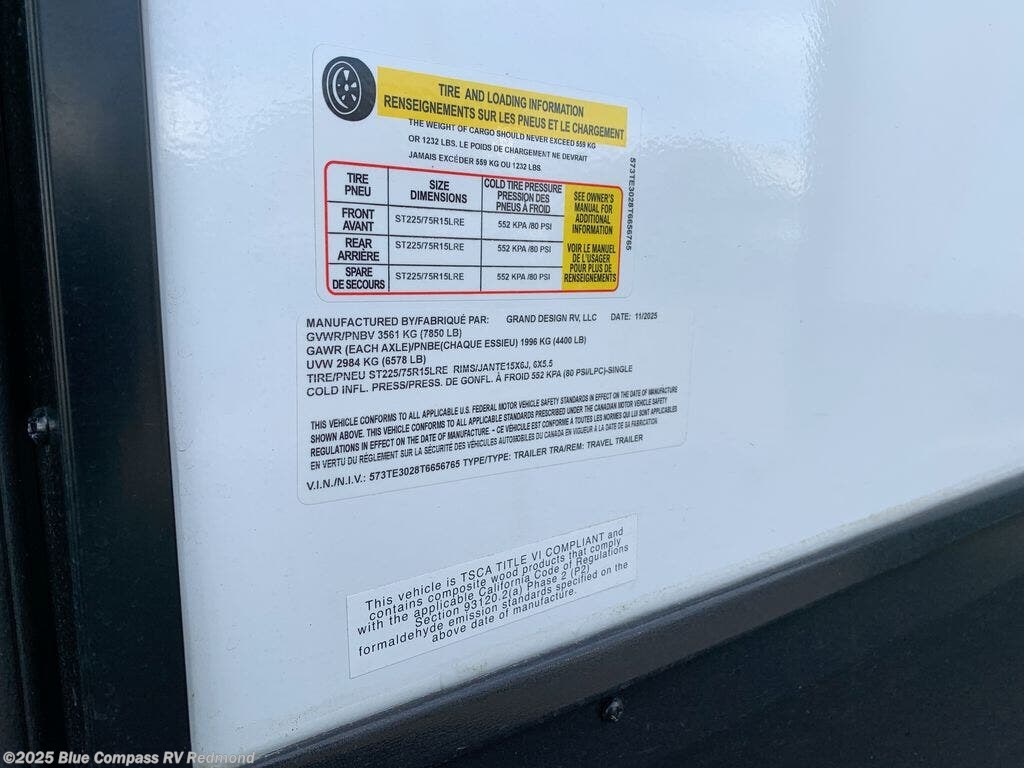 TIRE AND LOADING INFORMATION
RENSEIGNEMENTS SUR LES PNEUS ET LE CHARGEMENT
THE WEIGHT OF CARGO SHOULD NEVER EXCEED 559 KG
OR 1232 LBS. LE POIDS DE CHARGEMENT NE DEVRAIT
JAMAIS EXCÉDER 559 KG OU 1232 LBS.
TIRE
PNEU
SIZE
DIMENSIONS
COLD TIRE PRESSURE
PRESSION DES
PNEUS À FROID
FRONT
AVANT
ST225/75R15LRE
552 KPA /80 PSI
REAR
ARRIÈRE
ST225/75R15LRE
552 KPA /80 PSI
SPARE
DE SECOURS
ST225/75R15LRE
552 KPA /80 PSI
SEE OWNER'S
MANUAL FOR
ADDITIONAL
INFORMATION
VOIR LE MANUEL
DE L'USAGER
POUR PLUS DE
RENSEIGNEMENTS
573TE3028T6656765
MANUFACTURED BY/FABRIQUÉ PAR: GRAND DESIGN RV, LLC DATE: 11/2025
GVWR/PNBV 3561 KG (7850 LB)
GAWR (EACH AXLE)/PNBE(CHAQUE ESSIEU) 1996 KG (4400 LB)
UVW 2984 KG (6578 LB)
TIRE/PNEU ST225/75R15LRE RIMS/JANTE15X6J, 6X5.5
COLD INFL. PRESS/PRESS. DE GONFL. À FROID 552 KPA (80 PSI/LPC)-SINGLE
THIS VEHICLE CONFORMS TO ALL APPLICABLE U.S. FEDERAL MOTOR VEHICLE SAFETY STANDARDS IN EFFECT ON THE DATE OF MANUFACTURE
SHOWN ABOVE. THIS VEHICLE CONFORMS TO ALL APPLICABLE STANDARDS PRESCRIBED UNDER THE CANADIAN MOTOR VEHICLE SAFETY
REGULATIONS IN EFFECT ON THE DATE OF MANUFACTURE. - CE VÉHICULE EST CONFORME À TOUTES LES NORMES QUI LUI SONT APPLICABLES
EN VERTU DU RÈGLEMENT SUR LA SÉCURITÉ DES VÉHICULES AUTOMOBILES DU CANADA EN VIGUEUR À LA DATE DE SA FABRICATION
V.I.N./N.I.V.: 573TE3028T6656765 TYPE/TYPE: TRAILER TRA/REM: TRAVEL TRAILER
This vehicle is TSCA TITLE VI COMPLIANT and
contains composite wood products that comply
with the applicable California Code of Regulations
Section 93120.2(a) Phase 2 (P2)
formaldehyde emission standards specified on the
above date of manufacture.
©2025 Blue Compass RV Redmond